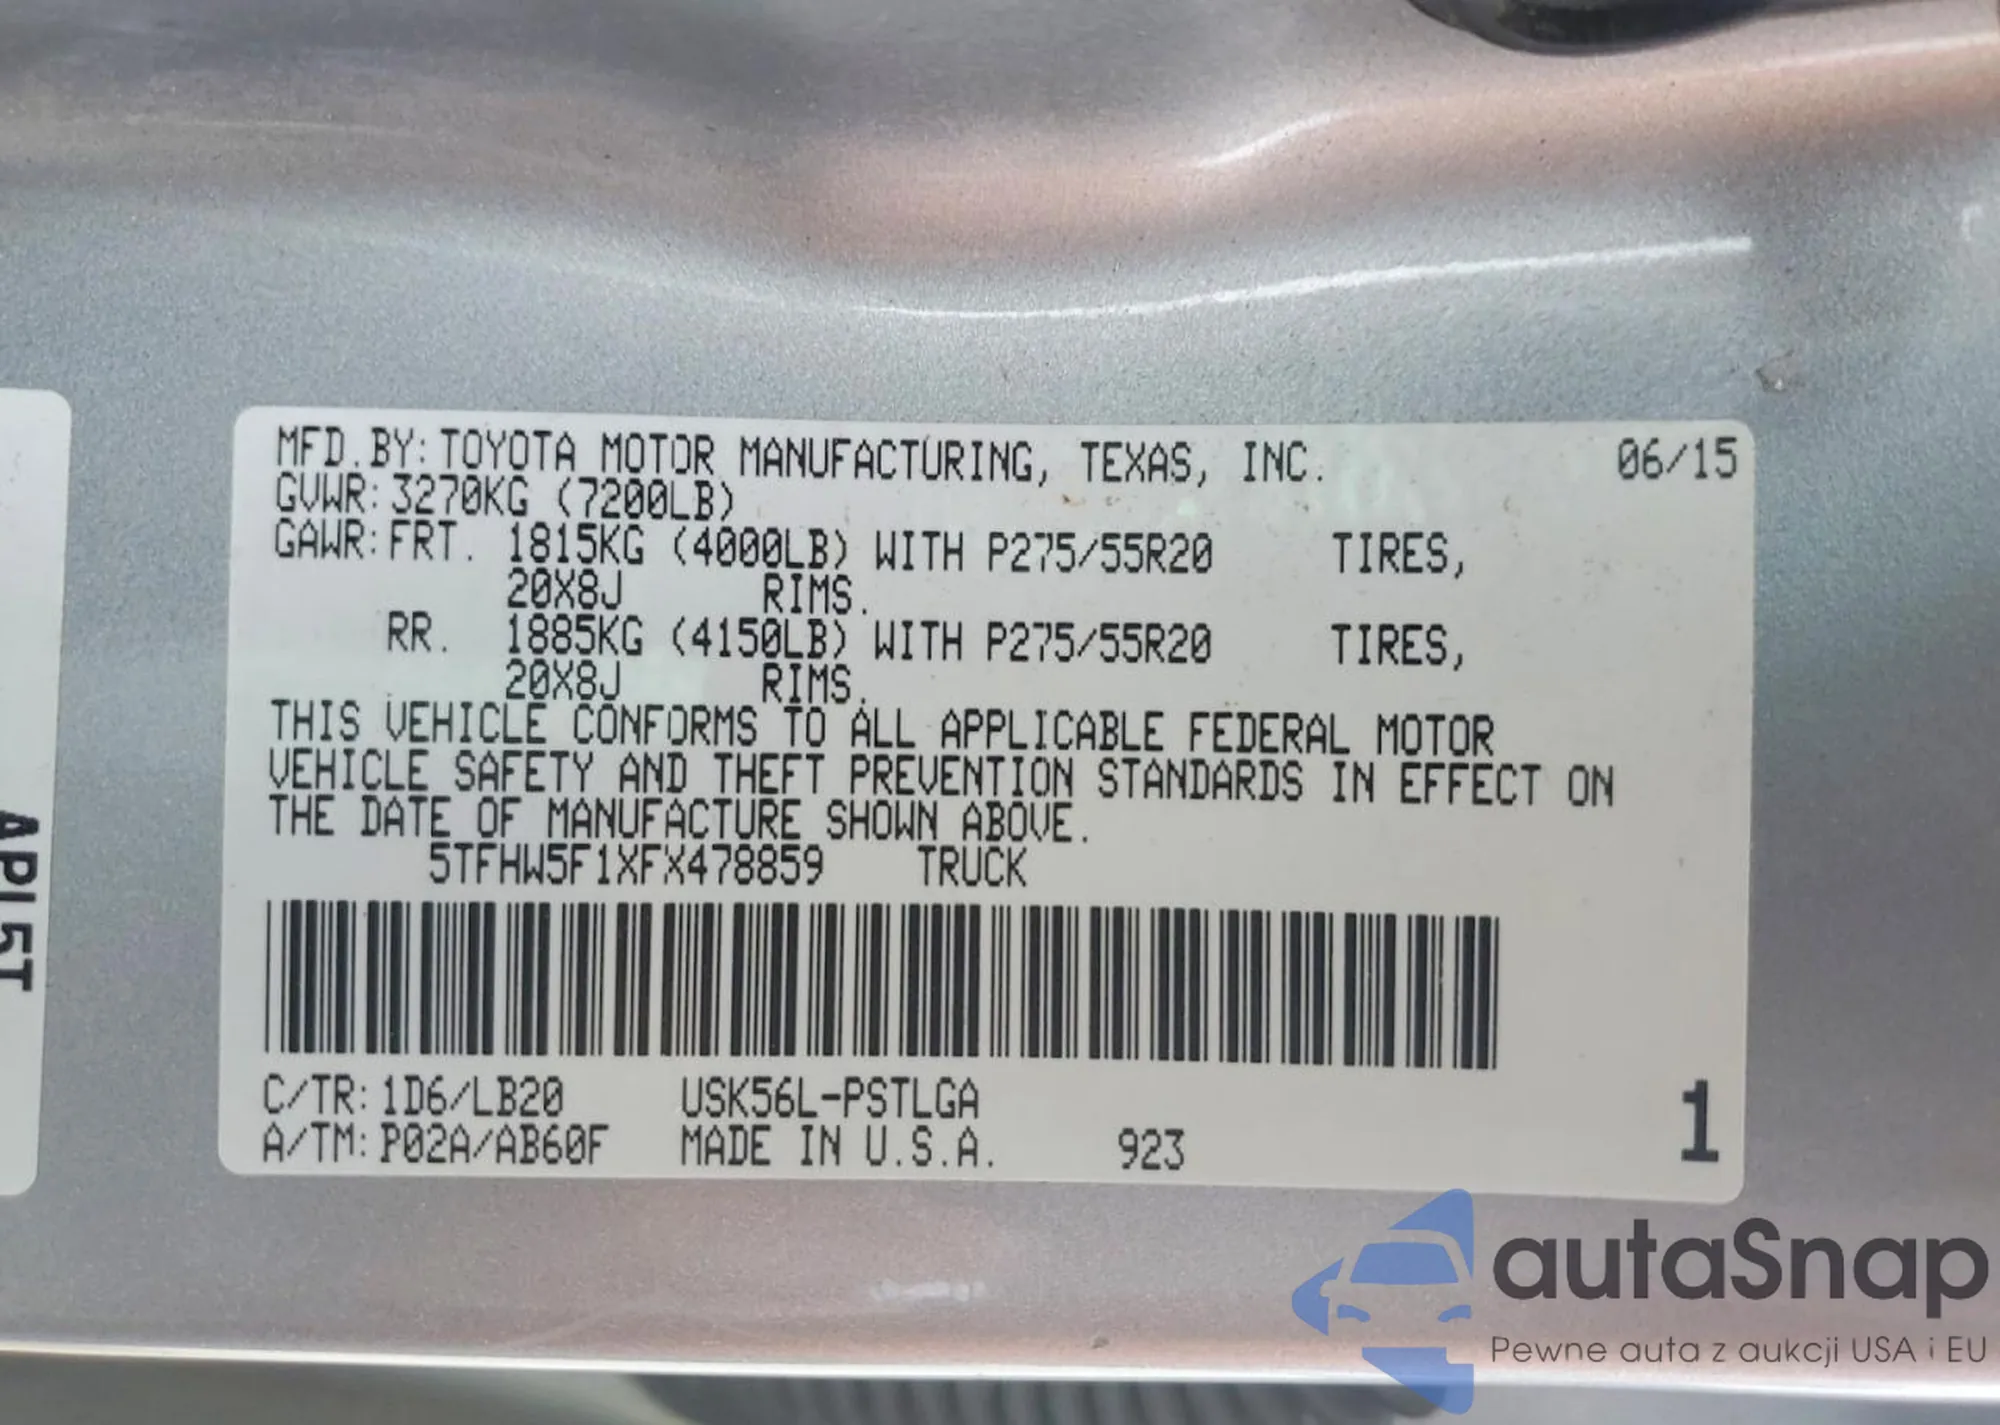 MFD.BY: TOYOTA MOTOR MANUFACTURING, TEXAS, INC. 06/15
GVWR: 3270KG (7200LB)
GAWR: FRT. 1815KG (4000LB) WITH P275/55R20 TIRES,
20X8J RIMS.
RR. 1885KG (4150LB) WITH P275/55R20 TIRES,
20X8J RIMS.
THIS VEHICLE CONFORMS TO ALL APPLICABLE FEDERAL MOTOR
VEHICLE SAFETY AND THEFT PREVENTION STANDARDS IN EFFECT ON
THE DATE OF MANUFACTURE SHOWN ABOVE.
5TFHW5F1XFX478859 TRUCK
C/TR: 1D6/LB20 USK56L-PSTLGA
A/TM: P02A/AB60F MADE IN U.S.A. 923
1
autaSnap
Pewne auta z aukcji USA i EU